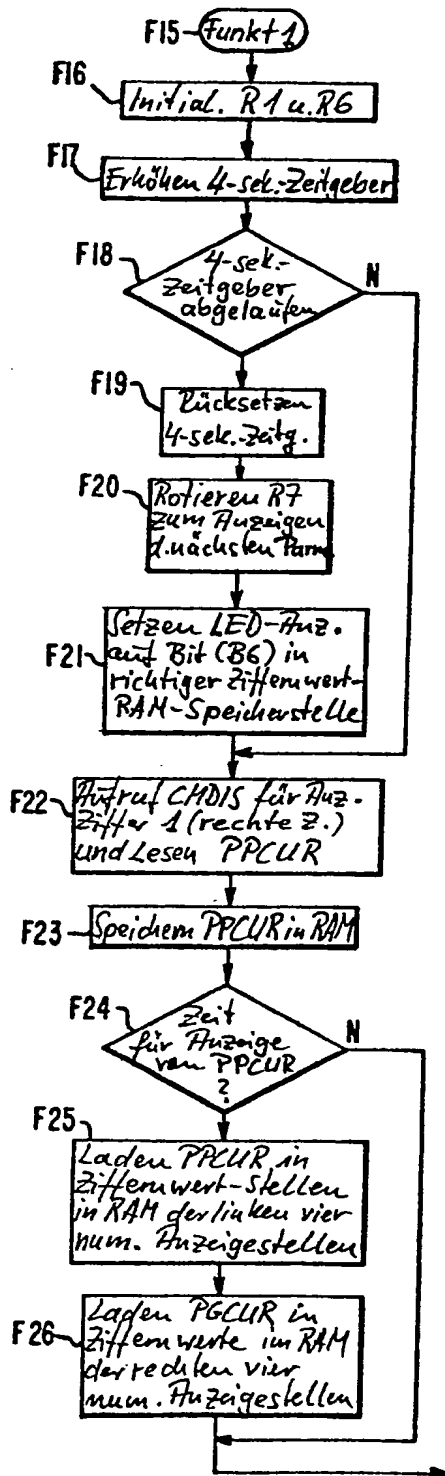 F15
Funkt 1
F16
Initial. R1 u. R6
F17
Erhöhen 4-sek.-Zeitgeber
F18
4-sek.-
Zeitgeber
abgelaufen
N
F19
Rücksetzen
4-sek.-Zeitg.
F20
Rotieren R7
zum Anzeigen
d. nächsten Param
F21
Setzen LED-Anz.
auf Bit (B6) in
richtiger Ziffernwert-
RAM-Speicherstelle
F22
Aufruf CMDIS für Anz.-
Ziffer 1 (rechte Z.)
und Lesen PPCUR
F23
Speichern PPCUR in RAM
F24
Zeit
für Anzeige
von PPCUR
?
N
F25
Laden PPCUR in
Ziffernwert-Stellen
in RAM der linken vier
num. Anzeigestellen
F26
Laden PGCUR in
Ziffernwerte im RAM
der rechten vier
num. Anzeigestellen